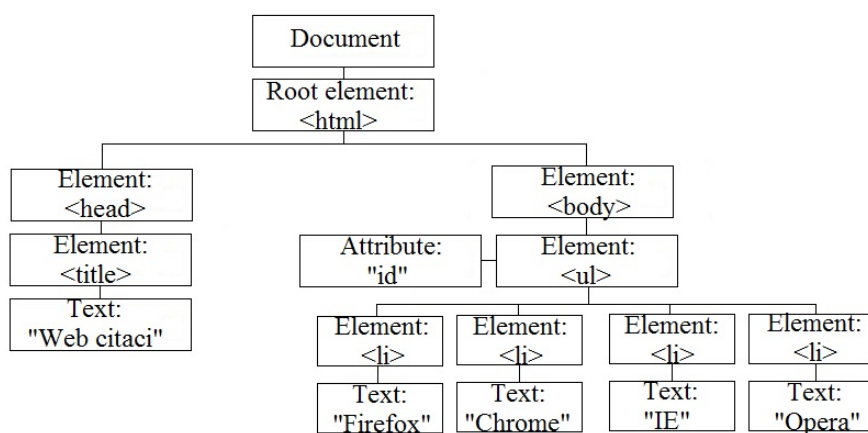 Document
Root element:
<html>
Element:
<head>
Element:
<body>
Element:
<title>
Attribute:
"id"
Element:
<ul>
Text:
"Web citaci"
Element:
<li>
Element:
<li>
Element:
<li>
Element:
<li>
Text:
"Firefox"
Text:
"Chrome"
Text:
"IE"
Text:
"Opera"